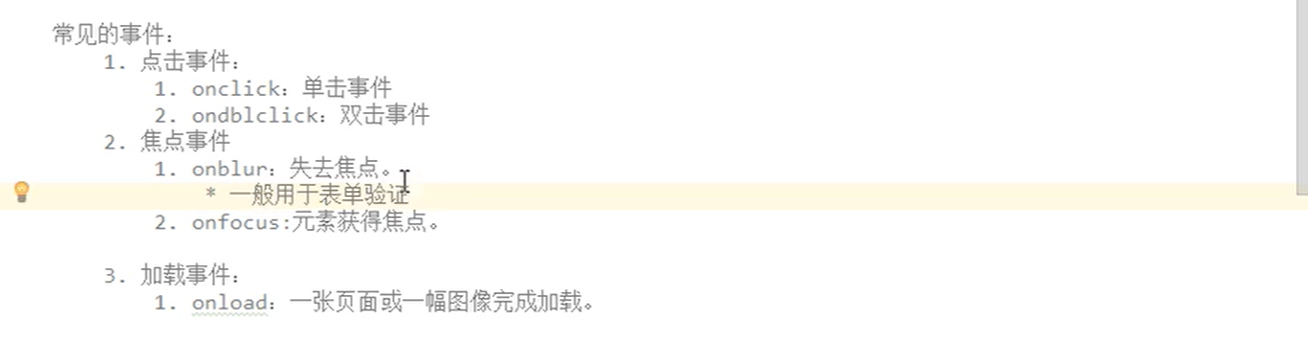 常见的事件：
1. 点击事件：
1. onclick：单击事件
2. ondblclick：双击事件
2. 焦点事件
1. onblur：失去焦点。
* 一般用于表单验证
2. onfocus:元素获得焦点。
3. 加载事件：
1. onload：一张页面或一幅图像完成加载。